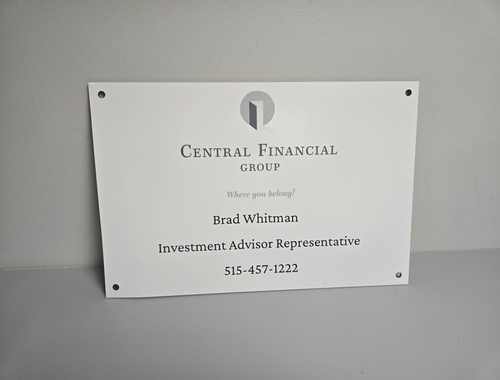 CENTRAL FINANCIAL
GROUP
Where you belong!
Brad Whitman
Investment Advisor Representative
515-457-1222